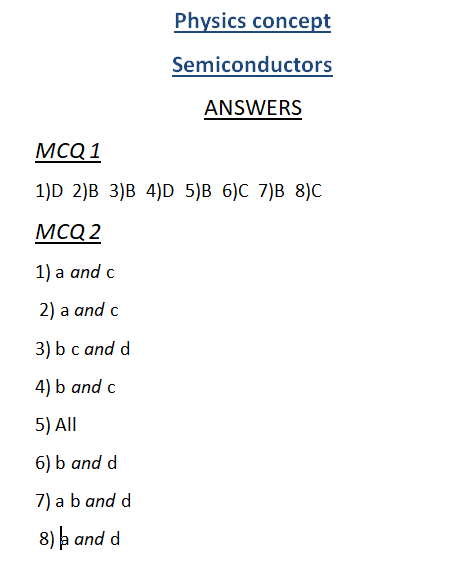 Physics concept
Semiconductors
ANSWERS
MCQ 1
1)D 2)B 3)B 4)D 5)B 6)C 7)B 8)C
MCQ 2
1) a and c
2) a and c
3) b c and d
4) b and c
5) All
6) b and d
7) a b and d
8) a and d